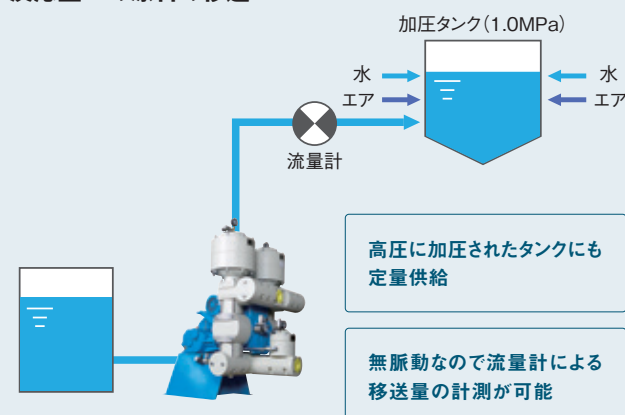 加圧タンク（1.0MPa）
水
エア
水
エア
流量計
高圧に加圧されたタンクにも
定量供給
無脈動なので流量計による
移送量の計測が可能